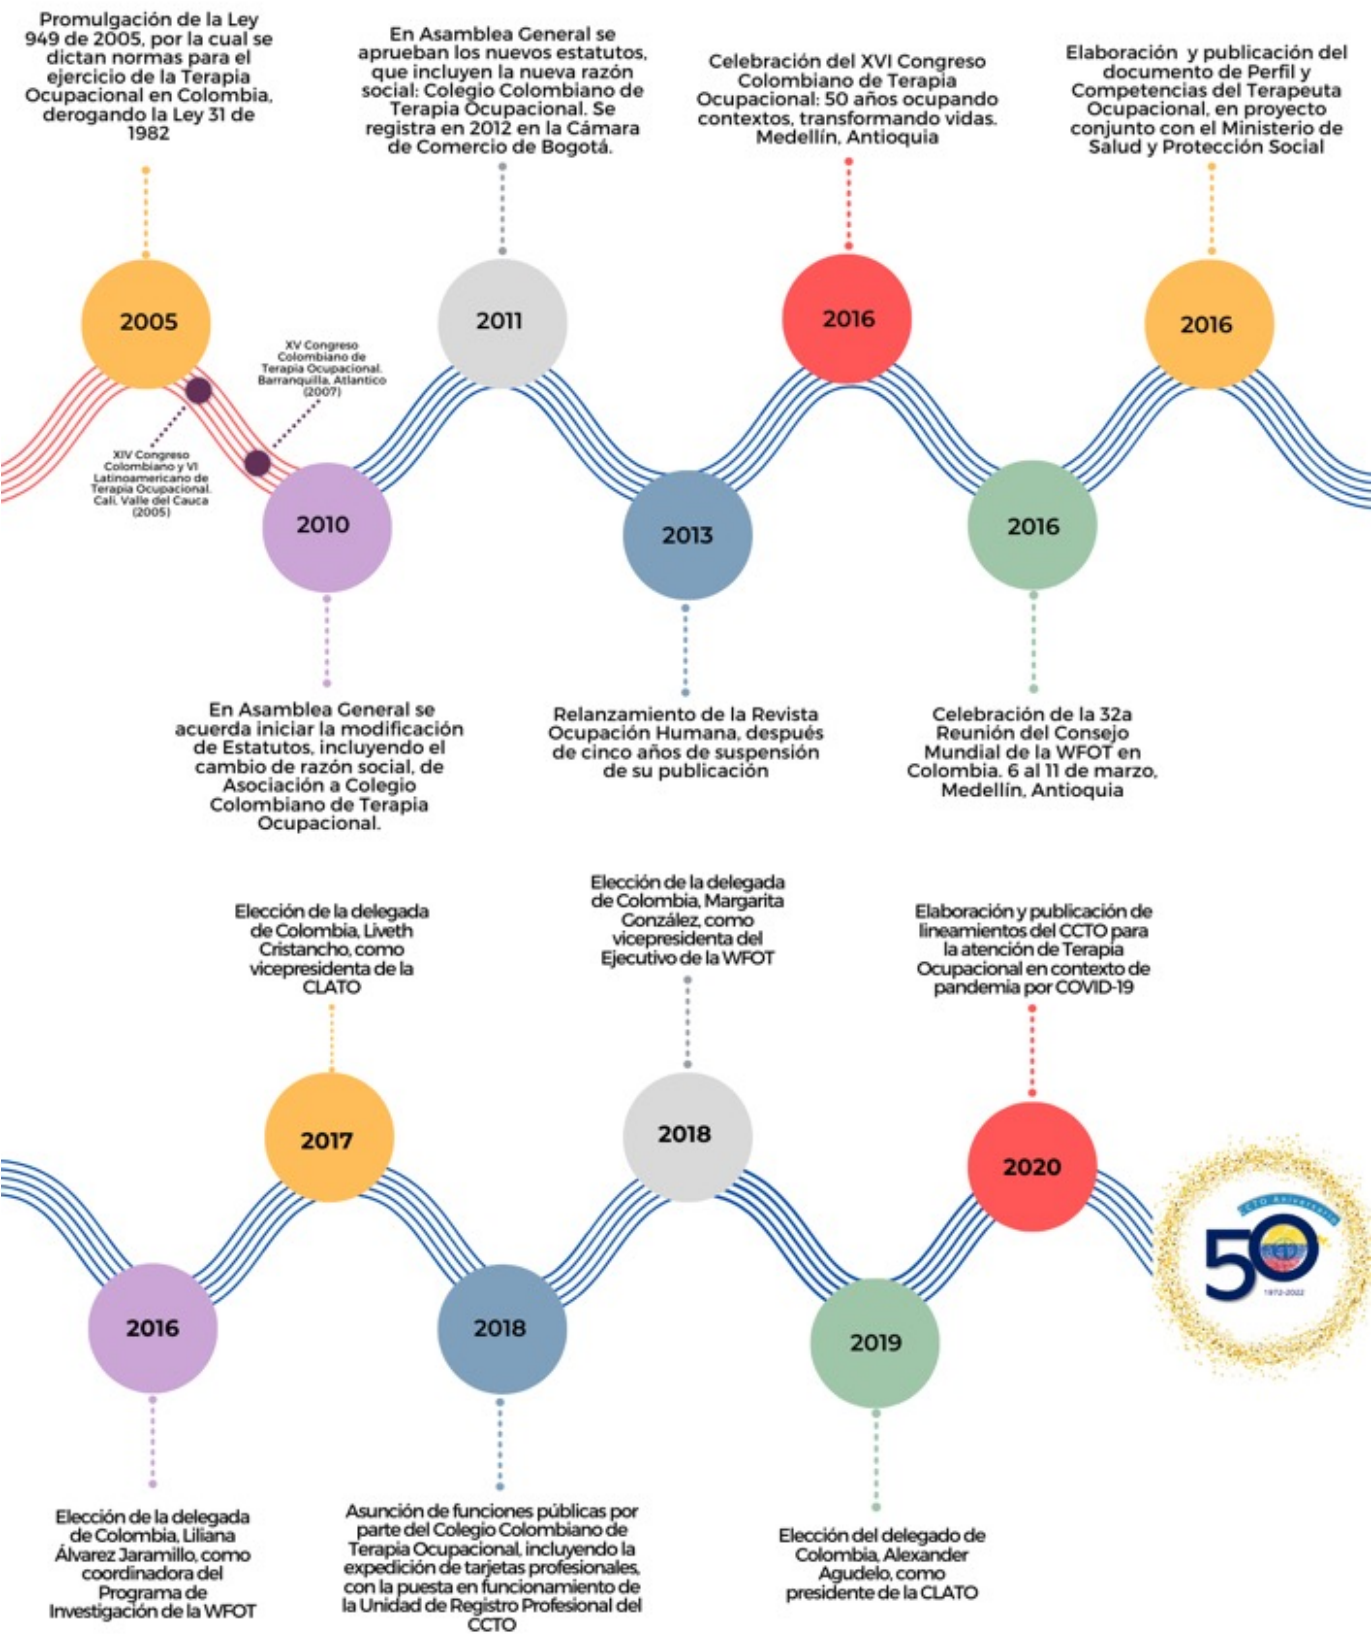 Promulgación de la Ley
949 de 2005, por la cual se
dictan normas para el
ejercicio de la Terapia
Ocupacional en Colombia,
derogando la Ley 31 de
1982
2005
XIV Congreso
Colombiano y VI
Latinoamericano de
Terapia Ocupacional.
Cali, Valle del Cauca
(2005)
XV Congreso
Colombiano de
Terapia Ocupacional.
Barranquilla, Atlantico
(2007)
2010
En Asamblea General se
acuerda iniciar la modificación
de Estatutos, incluyendo el
cambio de razón social, de
Asociación a Colegio
Colombiano de Terapia
Ocupacional.
En Asamblea General se
aprueban los nuevos estatutos,
que incluyen la nueva razón
social: Colegio Colombiano de
Terapia Ocupacional. Se
registra en 2012 en la Cámara
de Comercio de Bogotá.
2011
2013
Relanzamiento de la Revista
Ocupación Humana, después
de cinco años de suspensión
de su publicación
Celebración del XVI Congreso
Colombiano de Terapia
Ocupacional: 50 años ocupando
contextos, transformando vidas.
Medellín, Antioquia
2016
2016
Celebración de la 32a
Reunión del Consejo
Mundial de la WFOT en
Colombia. 6 al 11 de marzo,
Medellín, Antioquia
Elaboración y publicación del
documento de Perfil y
Competencias del Terapeuta
Ocupacional, en proyecto
conjunto con el Ministerio de
Salud y Protección Social
2016
2016
Elección de la delegada
de Colombia, Liliana
Álvarez Jaramillo, como
coordinadora del
Programa de
Investigación de la WFOT
Elección de la delegada
de Colombia, Liveth
Cristancho, como
vicepresidenta de la
CLATO
2017
2018
Asunción de funciones públicas por
parte del Colegio Colombiano de
Terapia Ocupacional, incluyendo la
expedición de tarjetas profesionales,
con la puesta en funcionamiento de
la Unidad de Registro Profesional del
CCTO
Elección de la delegada
de Colombia, Margarita
González, como
vicepresidenta del
Ejecutivo de la WFOT
2018
2019
Elección del delegado de
Colombia, Alexander
Agudelo, como
presidente de la CLATO
Elaboración y publicación de
lineamientos del CCTO para
la atención de Terapia
Ocupacional en contexto de
pandemia por COVID-19
2020
CCTO Aniversario
50
1972-2022